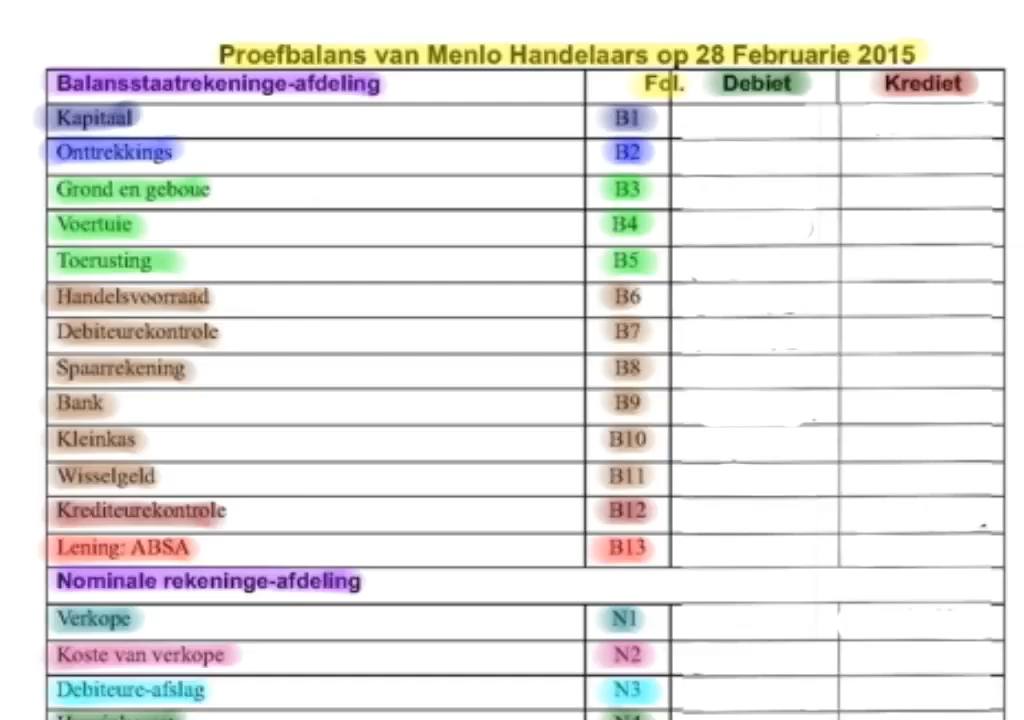 Proefbalans van Menlo Handelaars op 28 Februarie 2015
Balansstaatrekeninge-afdeling Fol. Debiet Krediet
Kapitaal B1
Onttrekkings B2
Grond en geboue B3
Voertuie B4
Toerusting B5
Handelsvoorraad B6
Debiteurekontrole B7
Spaarrekening B8
Bank B9
Kleinkas B10
Wisselgeld B11
Krediteurekontrole B12
Lening: ABSA B13
Nominale rekeninge-afdeling
Verkope N1
Koste van verkope N2
Debiteure-afslag N3